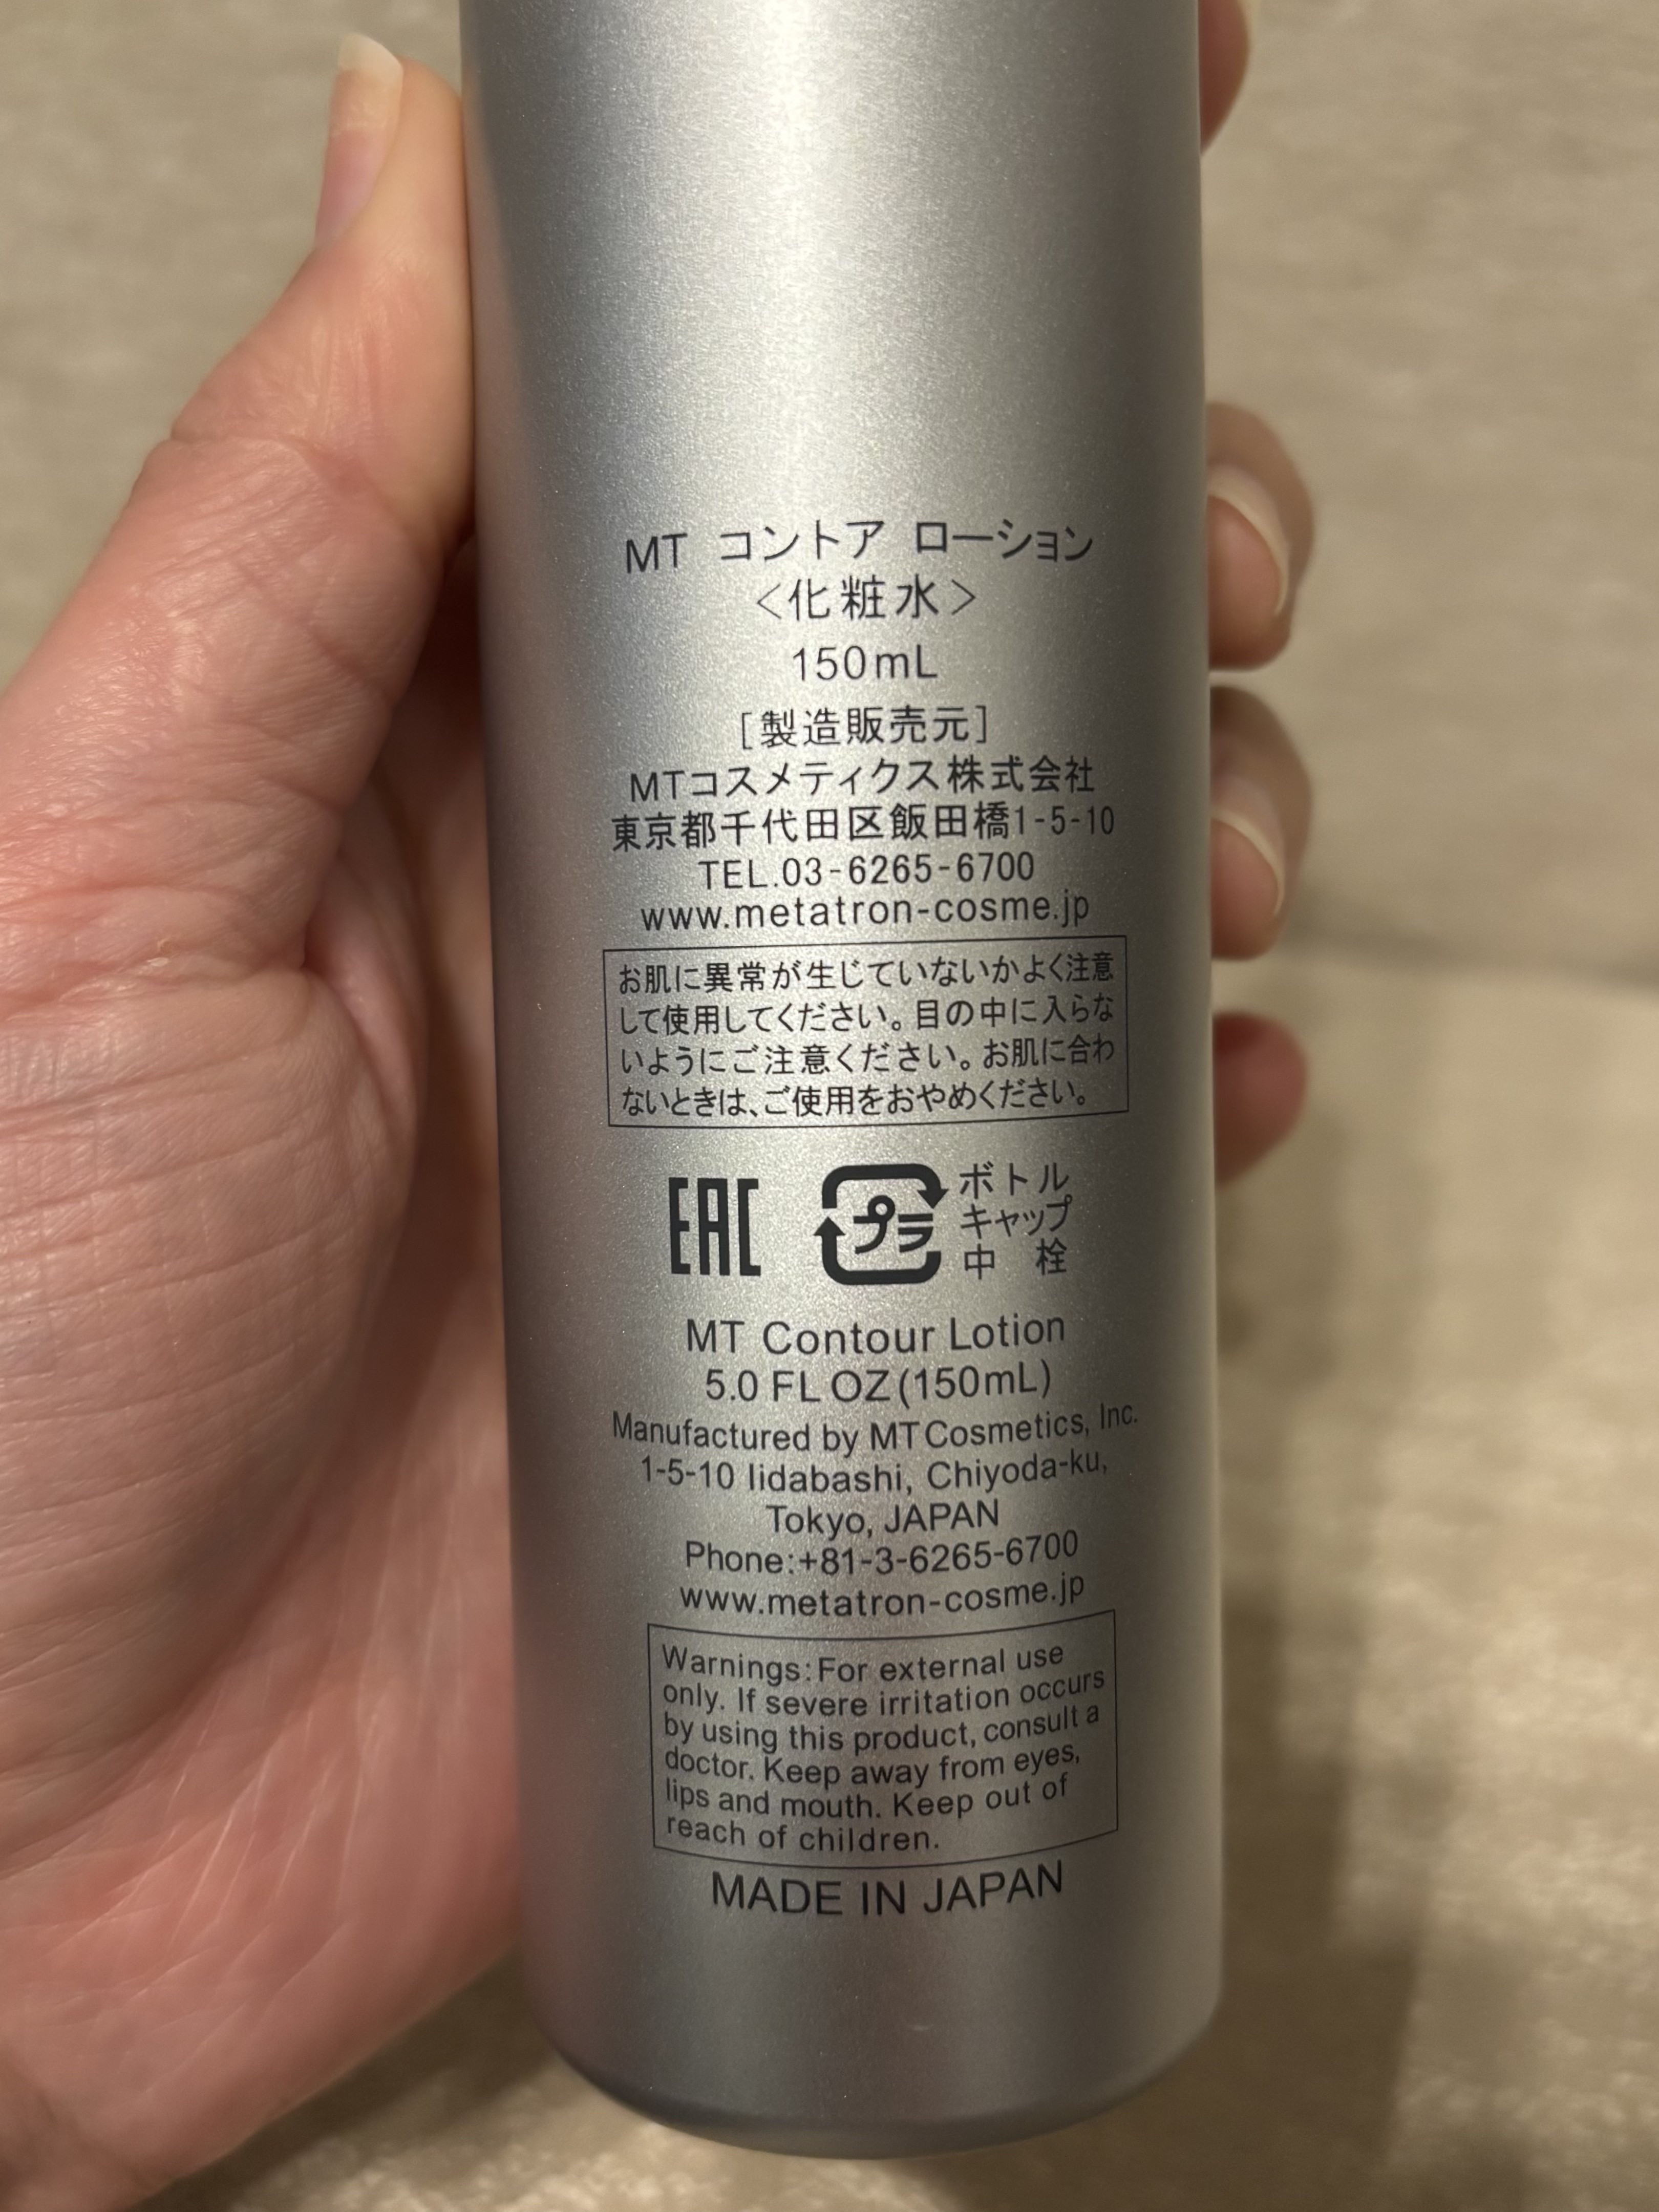 MT コントア ローション
<化粧水>
150mL
[製造販売元]
MTコスメティクス株式会社
東京都千代田区飯田橋1-5-10
TEL.03-6265-6700
www.metatron-cosme.jp
お肌に異常が生じていないかよく注意
して使用してください。目の中に入らな
いようにご注意ください。お肌に合わ
ないときは、ご使用をおやめください。
EAC
プラ
ボトル
キャップ
中 栓
MT Contour Lotion
5.0 FL OZ(150mL)
Manufactured by MT Cosmetics, Inc.
1-5-10 Iidabashi, Chiyoda-ku,
Tokyo, JAPAN
Phone:+81-3-6265-6700
www.metatron-cosme.jp
Warnings: For external use
only. If severe irritation occurs
by using this product, consult a
doctor. Keep away from eyes,
lips and mouth. Keep out of
reach of children.
MADE IN JAPAN